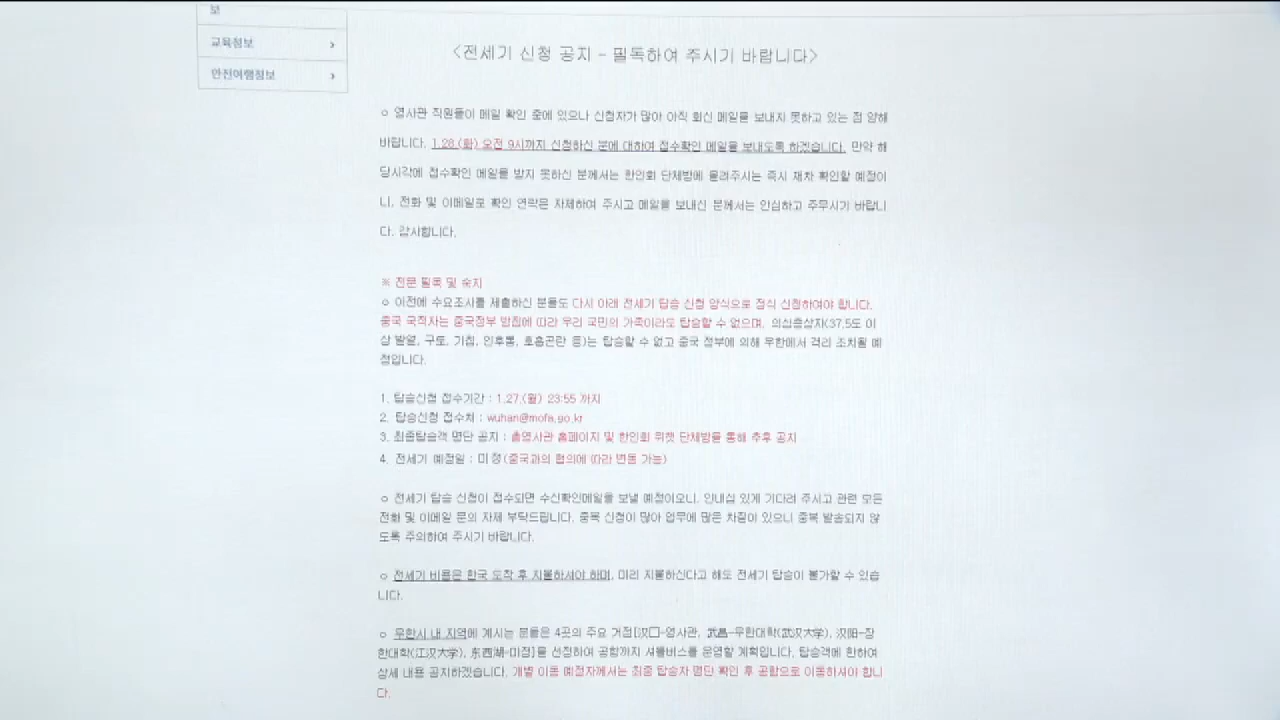 보
교육정보
안전여행정보
<전세기 신청 공지 - 필독하여 주시기 바랍니다>
○ 영사관 직원들이 메일 확인 중에 있으나 신청자가 많아 아직 회신 메일을 보내지 못하고 있는 점 양해
바랍니다. 1.28.(화) 오전 9시까지 신청하신 분에 대하여 접수확인 메일을 보내도록 하겠습니다. 만약 해
당시각에 접수확인 메일을 받지 못하신 분께서는 한인회 단체방에 올려주시는 즉시 재차 확인할 예정이
니, 전화 및 이메일로 확인 연락은 자제하여 주시고 메일을 보내신 분께서는 안심하고 주무시기 바랍니
다. 감사합니다.
※ 전문 필독 및 숙지
○ 이전에 수요조사를 제출하신 분들도 다시 아래 전세기 탑승 신청 양식으로 정식 신청하여야 합니다.
중국 국적자는 중국정부 방침에 따라 우리 국민의 가족이라도 탑승할 수 없으며, 의심증상자(37.5도 이
상 발열, 구토, 기침, 인후통, 호흡곤란 등)는 탑승할 수 없고 중국 정부에 의해 우한에서 격리 조치될 예
정입니다.
1. 탑승신청 접수기간 : 1.27.(월) 23:55 까지
2. 탑승신청 접수처 : wuhan@mofa.go.kr
3. 최종탑승객 명단 공지 : 총영사관 홈페이지 및 한인회 위챗 단체방을 통해 추후 공지
4. 전세기 예정일 : 미정(중국과의 협의에 따라 변동 가능)
○ 전세기 탑승 신청이 접수되면 수신확인메일을 보낼 예정이오니, 인내심 있게 기다려 주시고 관련 모든
전화 및 이메일 문의 자제 부탁드립니다. 중복 신청이 많아 업무에 많은 차질이 있으니 중복 발송되지 않
도록 주의하여 주시기 바랍니다.
○ 전세기 비용은 한국 도착 후 지불하셔야 하며, 미리 지불하신다고 해도 전세기 탑승이 불가할 수 있습
니다.
○ 우한시 내 지역에 계시는 분들은 4곳의 주요 거점[汉口-영사관, 武昌-우한대학(武汉大学), 汉阳-장
한대학(江汉大学), 东西湖-미정]을 선정하여 공항까지 셔틀버스를 운영할 계획입니다. 탑승객에 한하여
상세 내용 공지하겠습니다. 개별 이동 예정자께서는 최종 탑승자 명단 확인 후 공항으로 이동하셔야 합니
다.